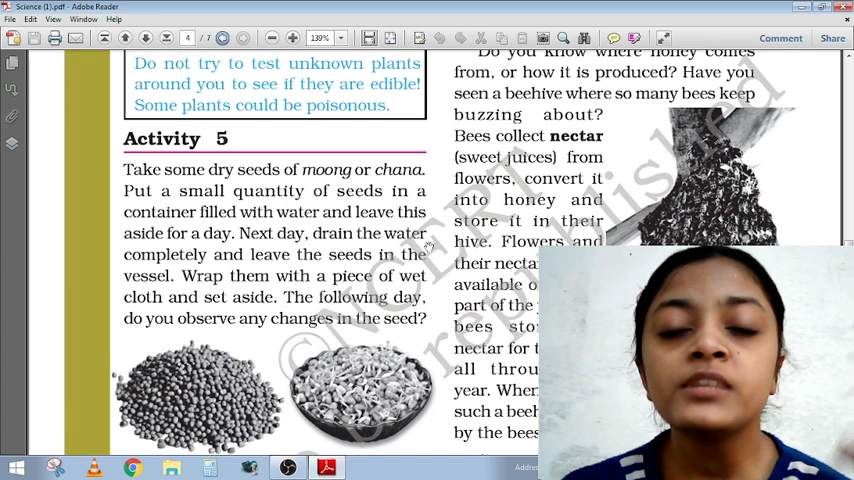 Science (1).pdf - Adobe Reader
File Edit View Window Help
4 / 7
139%
Comment
Share
Do not try to test unknown plants
around you to see if they are edible!
Some plants could be poisonous.
Activity 5
Take some dry seeds of moong or chana.
Put a small quantity of seeds in a
container filled with water and leave this
aside for a day. Next day, drain the water
completely and leave the seeds in the
vessel. Wrap them with a piece of wet
cloth and set aside. The following day,
do you observe any changes in the seed?
Do you know where honey comes
from, or how it is produced? Have you
seen a beehive where so many bees keep
buzzing about?
Bees collect nectar
(sweet juices) from
flowers, convert it
into honey and
store it in their
hive. Flowers and
their nectar
available
part of the
bees
nectar for
all
year. When
such a
by the bees
© NCERT
republished